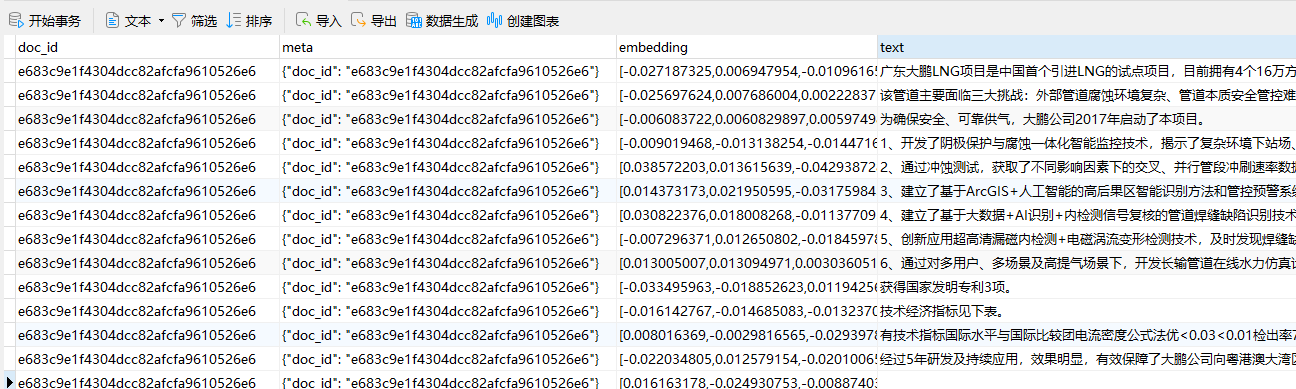 开始事务 文本 筛选 排序 导入 导出 数据生成 创建图表
doc_id meta embedding text
e683c9e1f4304dcc82afcfa9610526e6 {"doc_id": "e683c9e1f4304dcc82afcfa9610526e6"} [-0.027187325,0.006947954,-0.01096165 广东大鹏LNG项目是中国首个引进LNG的试点项目，目前拥有4个16万方
e683c9e1f4304dcc82afcfa9610526e6 {"doc_id": "e683c9e1f4304dcc82afcfa9610526e6"} [-0.025697624,0.007686004,0.00222837 该管道主要面临三大挑战：外部管道腐蚀环境复杂、管道本质安全管控难
e683c9e1f4304dcc82afcfa9610526e6 {"doc_id": "e683c9e1f4304dcc82afcfa9610526e6"} [-0.006083722,0.0060829897,0.0059749 为确保安全、可靠供气，大鹏公司2017年启动了本项目。
e683c9e1f4304dcc82afcfa9610526e6 {"doc_id": "e683c9e1f4304dcc82afcfa9610526e6"} [-0.009019468,-0.013138254,-0.0144716 1、开发了阴极保护与腐蚀一体化智能监控技术，揭示了复杂环境下站场、
e683c9e1f4304dcc82afcfa9610526e6 {"doc_id": "e683c9e1f4304dcc82afcfa9610526e6"} [0.038572203,0.013615639,-0.04293872 2、通过冲蚀测试，获取了不同影响因素下的交叉、并行管段冲刷速率数据
e683c9e1f4304dcc82afcfa9610526e6 {"doc_id": "e683c9e1f4304dcc82afcfa9610526e6"} [0.014373173,0.021950595,-0.03175984 3、建立了基于ArcGIS+人工智能的高后果区智能识别方法和管控预警系统
e683c9e1f4304dcc82afcfa9610526e6 {"doc_id": "e683c9e1f4304dcc82afcfa9610526e6"} [0.030822376,0.018008268,-0.01137709 4、建立了基于大数据+AI识别+内检测信号复核的管道焊缝缺陷识别技术
e683c9e1f4304dcc82afcfa9610526e6 {"doc_id": "e683c9e1f4304dcc82afcfa9610526e6"} [-0.007296371,0.012650802,-0.01845978 5、创新应用超高清漏磁内检测+电磁涡流变形检测技术，及时发现焊缝缺
e683c9e1f4304dcc82afcfa9610526e6 {"doc_id": "e683c9e1f4304dcc82afcfa9610526e6"} [0.013005007,0.013094971,0.003036051 6、通过对多用户、多场景及高提气场景下，开发长输管道在线水力仿真
e683c9e1f4304dcc82afcfa9610526e6 {"doc_id": "e683c9e1f4304dcc82afcfa9610526e6"} [-0.033495963,-0.018852623,0.0119425 获得国家发明专利3项。
e683c9e1f4304dcc82afcfa9610526e6 {"doc_id": "e683c9e1f4304dcc82afcfa9610526e6"} [-0.016142767,-0.014685083,-0.0132370 技术经济指标见下表。
e683c9e1f4304dcc82afcfa9610526e6 {"doc_id": "e683c9e1f4304dcc82afcfa9610526e6"} [0.008016369,-0.0029816565,-0.0293978 有技术指标国际水平与国际比较团电流密度公式法优<0.03<0.01检出率
e683c9e1f4304dcc82afcfa9610526e6 {"doc_id": "e683c9e1f4304dcc82afcfa9610526e6"} [-0.022034805,0.012579154,-0.0201006 经过5年研发及持续应用，效果明显，有效保障了大鹏公司向粤港澳大湾区
e683c9e1f4304dcc82afcfa9610526e6 {"doc_id": "e683c9e1f4304dcc82afcfa9610526e6"} [0.016163178,-0.024930753,-0.0088740